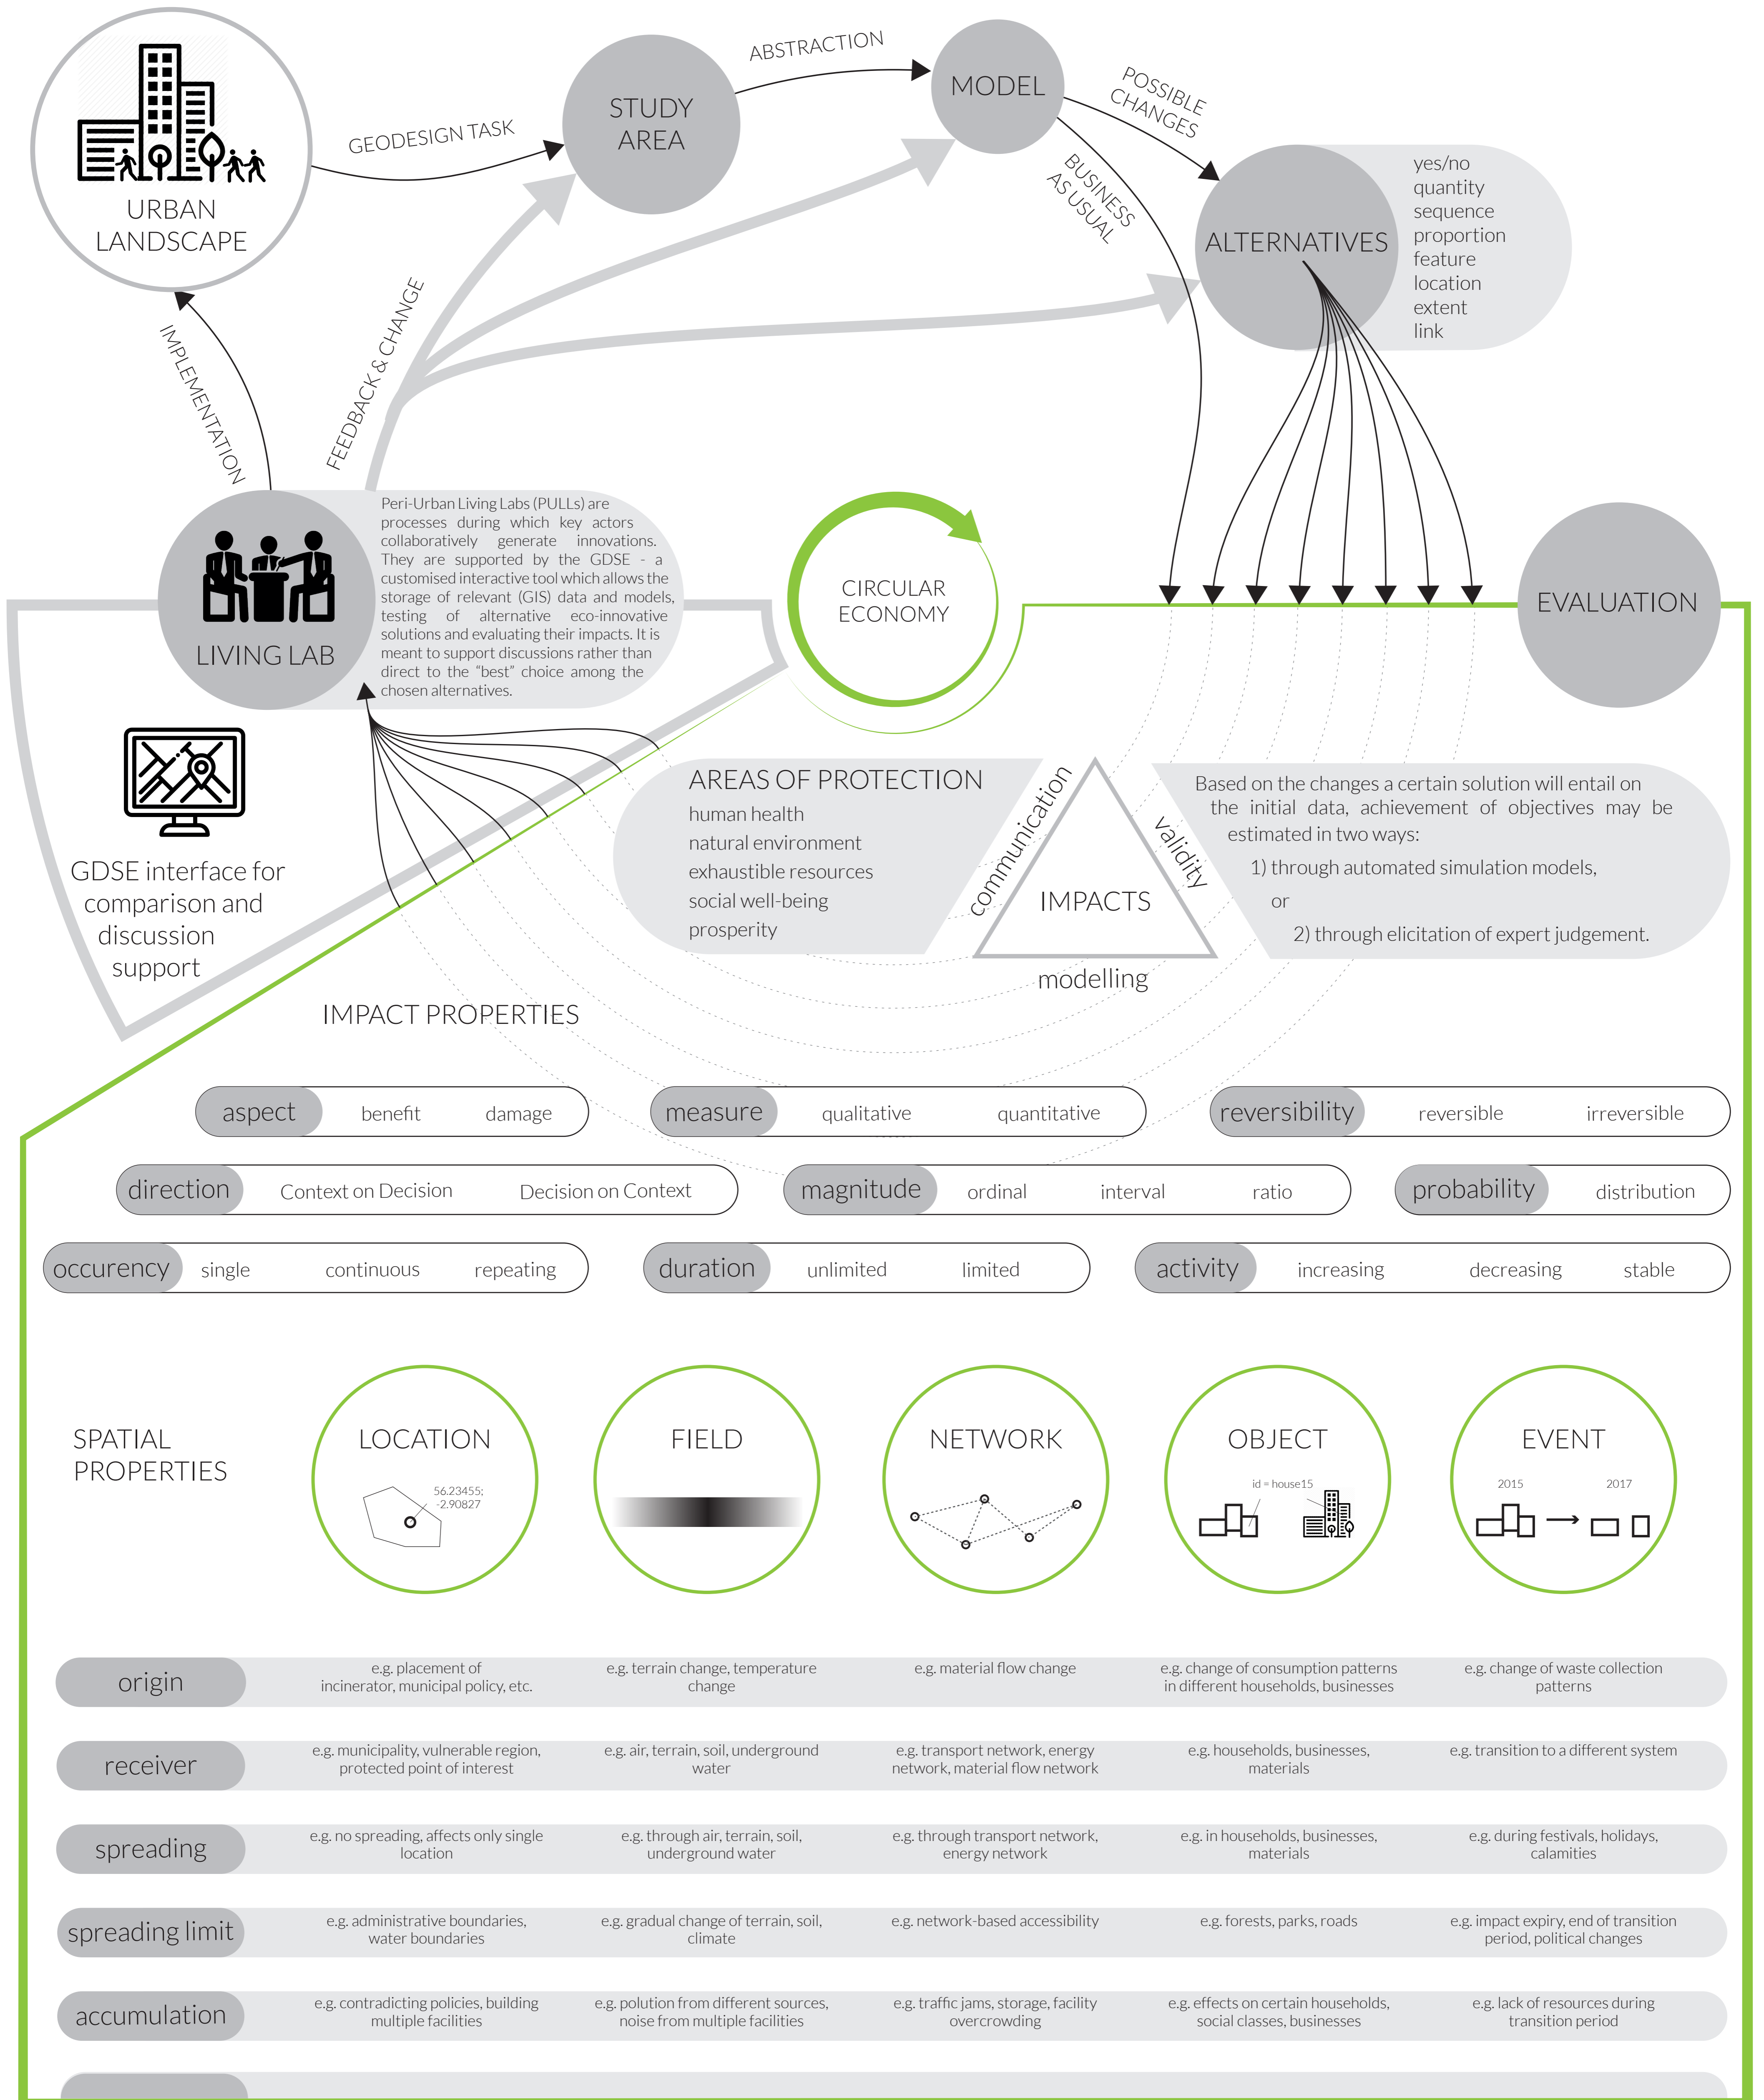 URBAN
LANDSCAPE
GEODESIGN TASK
STUDY
AREA
ABSTRACTION
MODEL
POSSIBLE
CHANGES
BUSINESS
AS USUAL
ALTERNATIVES
yes/no
quantity
sequence
proportion
feature
location
extent
link
IMPLEMENTATION
FEEDBACK & CHANGE
LIVING LAB
Peri-Urban Living Labs (PULLs) are
processes during which key actors
collaboratively generate innovations.
They are supported by the GDSE - a
customised interactive tool which allows the
storage of relevant (GIS) data and models,
testing of alternative eco-innovative
solutions and evaluating their impacts. It is
meant to support discussions rather than
direct to the "best" choice among the
chosen alternatives.
CIRCULAR
ECONOMY
EVALUATION
GDSE interface for
comparison and
discussion
support
AREAS OF PROTECTION
human health
natural environment
exhaustible resources
social well-being
prosperity
communication
validity
IMPACTS
modelling
Based on the changes a certain solution will entail on
the initial data, achievement of objectives may be
estimated in two ways:
1) through automated simulation models,
or
2) through elicitation of expert judgement.
IMPACT PROPERTIES
aspect benefit damage
measure qualitative quantitative
reversibility reversible irreversible
direction Context on Decision Decision on Context
magnitude ordinal interval ratio
probability distribution
occurency single continuous repeating
duration unlimited limited
activity increasing decreasing stable
SPATIAL
PROPERTIES
LOCATION
56.23455;
-2.90827
FIELD
NETWORK
OBJECT
id = house15
EVENT
2015 2017
origin
e.g. placement of
incinerator, municipal policy, etc.
e.g. terrain change, temperature
change
e.g. material flow change
e.g. change of consumption patterns
in different households, businesses
e.g. change of waste collection
patterns
receiver
e.g. municipality, vulnerable region,
protected point of interest
e.g. air, terrain, soil, underground
water
e.g. transport network, energy
network, material flow network
e.g. households, businesses,
materials
e.g. transition to a different system
spreading
e.g. no spreading, affects only single
location
e.g. through air, terrain, soil,
underground water
e.g. through transport network,
energy network
e.g. in households, businesses,
materials
e.g. during festivals, holidays,
calamities
spreading limit
e.g. administrative boundaries,
water boundaries
e.g. gradual change of terrain, soil,
climate
e.g. network-based accessibility
e.g. forests, parks, roads
e.g. impact expiry, end of transition
period, political changes
accumulation
e.g. contradicting policies, building
multiple facilities
e.g. polution from different sources,
noise from multiple facilities
e.g. traffic jams, storage, facility
overcrowding
e.g. effects on certain households,
social classes, businesses
e.g. lack of resources during
transition period